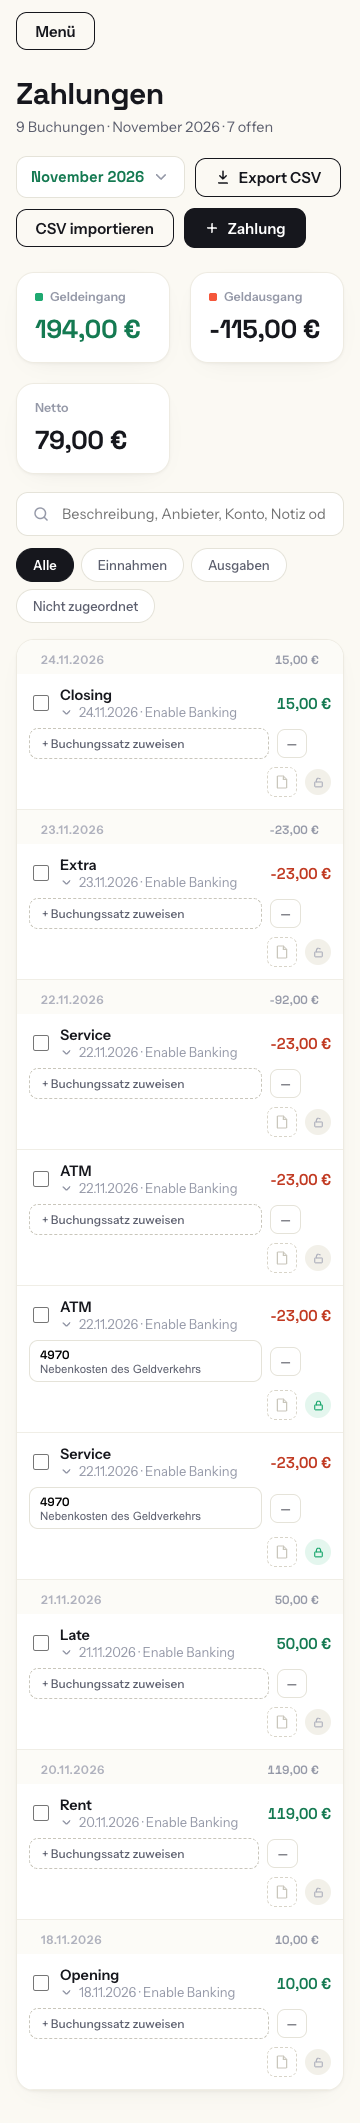 Menü
Zahlungen
9 Buchungen · November 2026 · 7 offen
November 2026
Export CSV
CSV importieren
+ Zahlung
Geldeingang
194,00 €
Geldausgang
-115,00 €
Netto
79,00 €
Beschreibung, Anbieter, Konto, Notiz od
Alle
Einnahmen
Ausgaben
Nicht zugeordnet
24.11.2026 15,00 €
Closing
15,00 €
24.11.2026 · Enable Banking
+ Buchungssatz zuweisen
–
23.11.2026 -23,00 €
Extra
-23,00 €
23.11.2026 · Enable Banking
+ Buchungssatz zuweisen
–
22.11.2026 -92,00 €
Service
-23,00 €
22.11.2026 · Enable Banking
+ Buchungssatz zuweisen
–
ATM
-23,00 €
22.11.2026 · Enable Banking
+ Buchungssatz zuweisen
–
ATM
-23,00 €
22.11.2026 · Enable Banking
4970
Nebenkosten des Geldverkehrs
–
Service
-23,00 €
22.11.2026 · Enable Banking
4970
Nebenkosten des Geldverkehrs
–
21.11.2026 50,00 €
Late
50,00 €
21.11.2026 · Enable Banking
+ Buchungssatz zuweisen
–
20.11.2026 119,00 €
Rent
119,00 €
20.11.2026 · Enable Banking
+ Buchungssatz zuweisen
–
18.11.2026 10,00 €
Opening
10,00 €
18.11.2026 · Enable Banking
+ Buchungssatz zuweisen
–